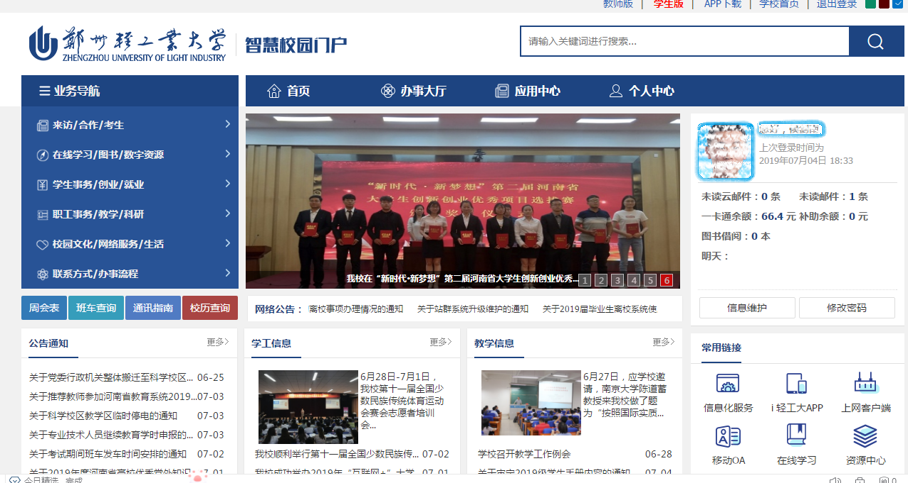 教师版 | 学生版 | APP下载 | 学校首页 | 退出登录
郑州轻工业大学
ZHENGZHOU UNIVERSITY OF LIGHT INDUSTRY
智慧校园门户
请输入关键词进行搜索...
业务导航
首页
办事大厅
应用中心
个人中心
来访/合作/考生
在线学习/图书/数字资源
学生事务/创业/就业
职工事务/教学/科研
校园文化/网络服务/生活
联系方式/办事流程
“新时代·新梦想”第二届河南省
大学生创新创业优秀项目选拔赛
我校在“新时代·新梦想”第二届河南省大学生创新创业优秀...
1 2 3 4 5 6
上次登录时间为
2019年07月04日 18:33
未读云邮件：0 条 未读邮件：1 条
一卡通余额：66.4 元 补助余额：0 元
图书借阅：0 本
明天：
信息维护
修改密码
周会表
班车查询
通讯指南
校历查询
网络公告：
离校事项办理情况的通知
关于站群系统升级维护的通知
关于2019届毕业生离校系统使
公告通知
更多>
关于党委行政机关整体搬迁至科学校区... 06-25
关于推荐教师参加河南省教育系统2019...07-03
关于科学校区教学区临时停电的通知 07-03
关于专业技术人员继续教育学时申报的... 07-03
关于考试期间班车发车时间安排的通知 07-02
学工信息
更多>
6月28日-7月1日，
我校第十一届全国少
数民族传统体育运动
会赛会志愿者培训
会...
我校顺利举行第十一届全国少数民族传... 07-02
我校成功举办2019年“互联网+”大学... 07-01
教学信息
更多>
6月27日，应学校邀
请，南京大学陆道蓄
教授来我校做了题
为“按照国际实质...
学校召开教学工作例会 06-28
关于审定2019级学生手册内容的通知 07-04
常用链接
信息化服务
i 轻工大APP
上网客户端
移动OA
在线学习
资源中心
今日精选
完成